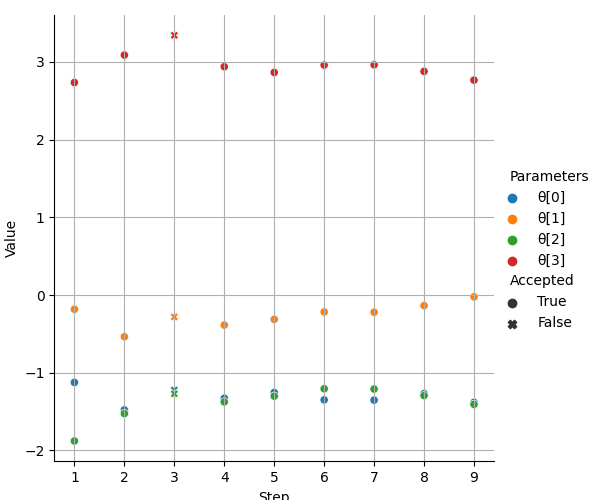 3
2
1
0
−1
−2
Value
1 2 3 4 5 6 7 8 9
Step
Parameters
θ[0]
θ[1]
θ[2]
θ[3]
Accepted
True
False